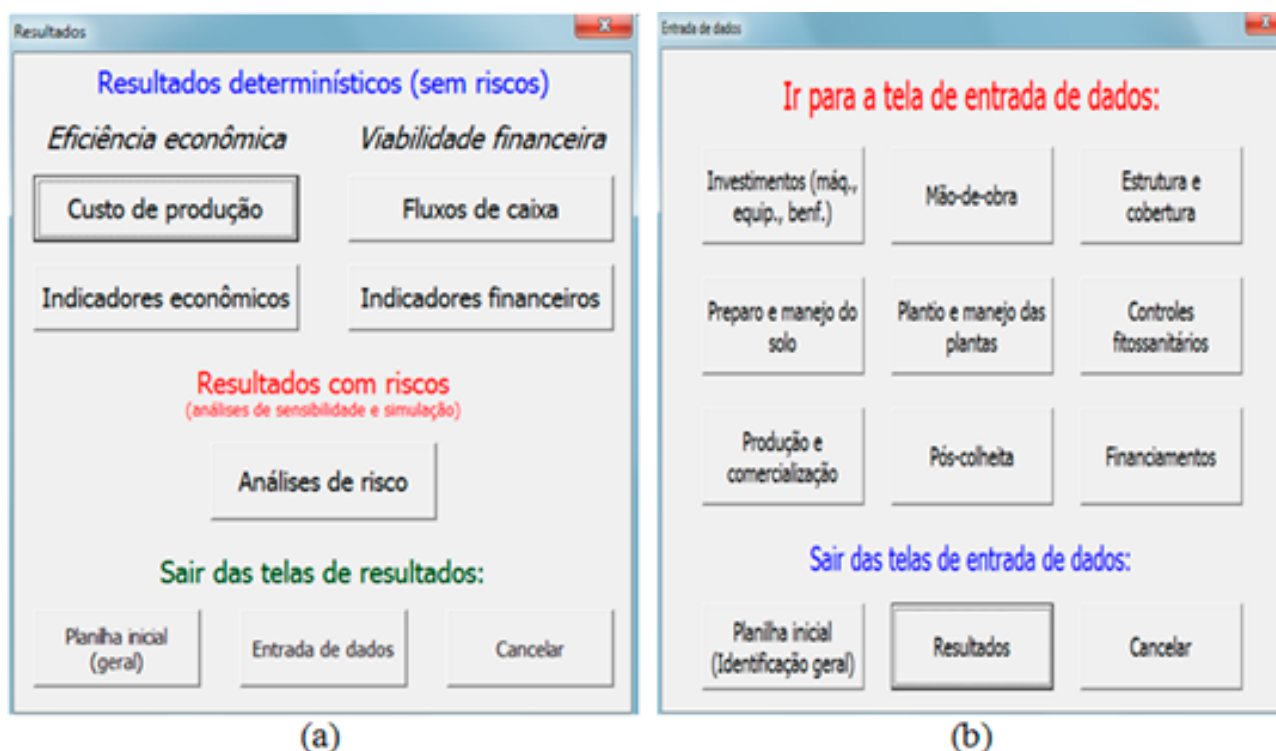 Resultados
Resultados determinísticos (sem riscos)
Eficiência econômica
Viabilidade financeira
Custo de produção
Fluxos de caixa
Indicadores econômicos
Indicadores financeiros
Resultados com riscos
(análises de sensibilidade e simulação)
Análises de risco
Sair das telas de resultados:
Planilha inicial
(geral)
Entrada de dados
Cancelar
(a)
Entrada de dados
Ir para a tela de entrada de dados:
Investimentos (máq.,
equip., benf.)
Mão-de-obra
Estrutura e
cobertura
Preparo e manejo do
solo
Plantio e manejo das
plantas
Controles
fitossanitários
Produção e
comercialização
Pós-colheita
Financiamentos
Sair das telas de entrada de dados:
Planilha inicial
(Identificação geral)
Resultados
Cancelar
(b)